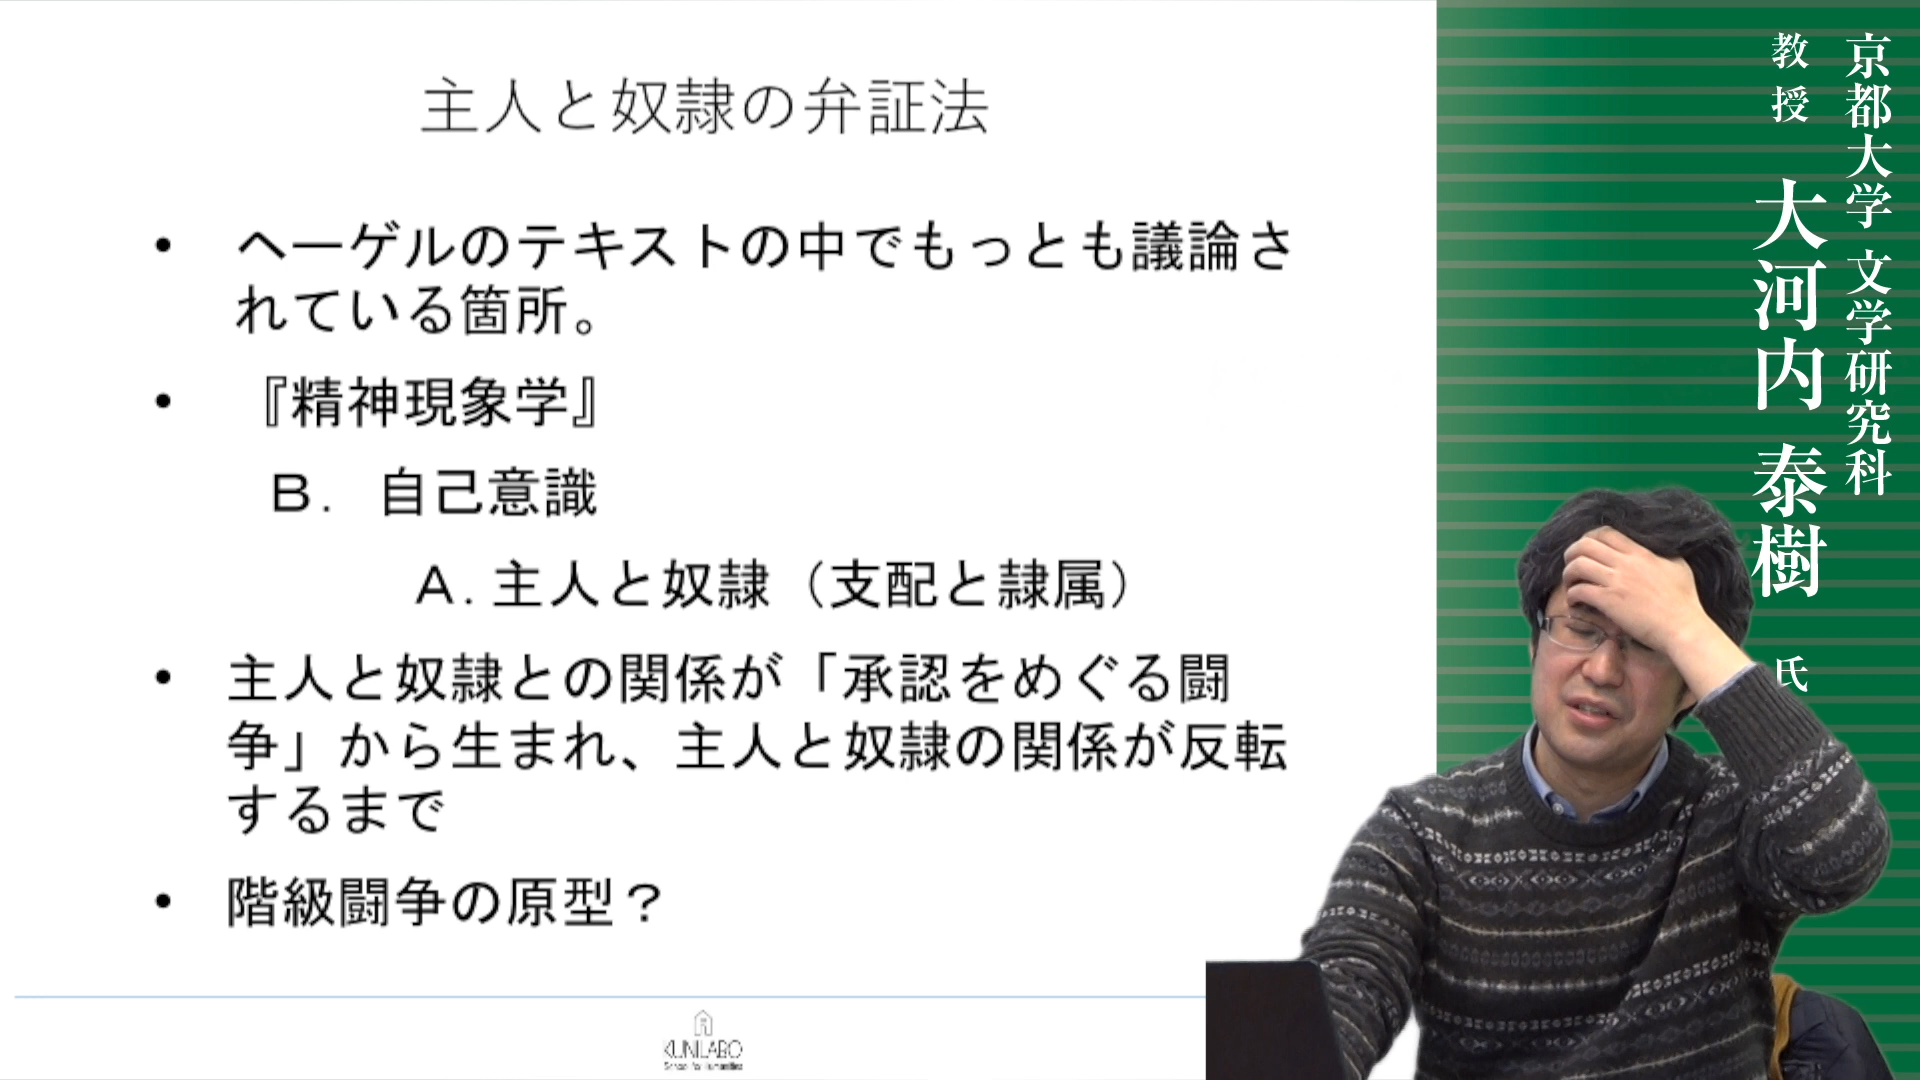 主人と奴隷の弁証法
• ヘーゲルのテキストの中でもっとも議論さ
れている箇所。
• 『精神現象学』
B. 自己意識
A. 主人と奴隷（支配と隷属）
• 主人と奴隷との関係が「承認をめぐる闘
争」から生まれ、主人と奴隷の関係が反転
するまで
• 階級闘争の原型？
KUNILABO
School for Humanities
京都大学 文学研究科
教授 大河内 泰樹 氏